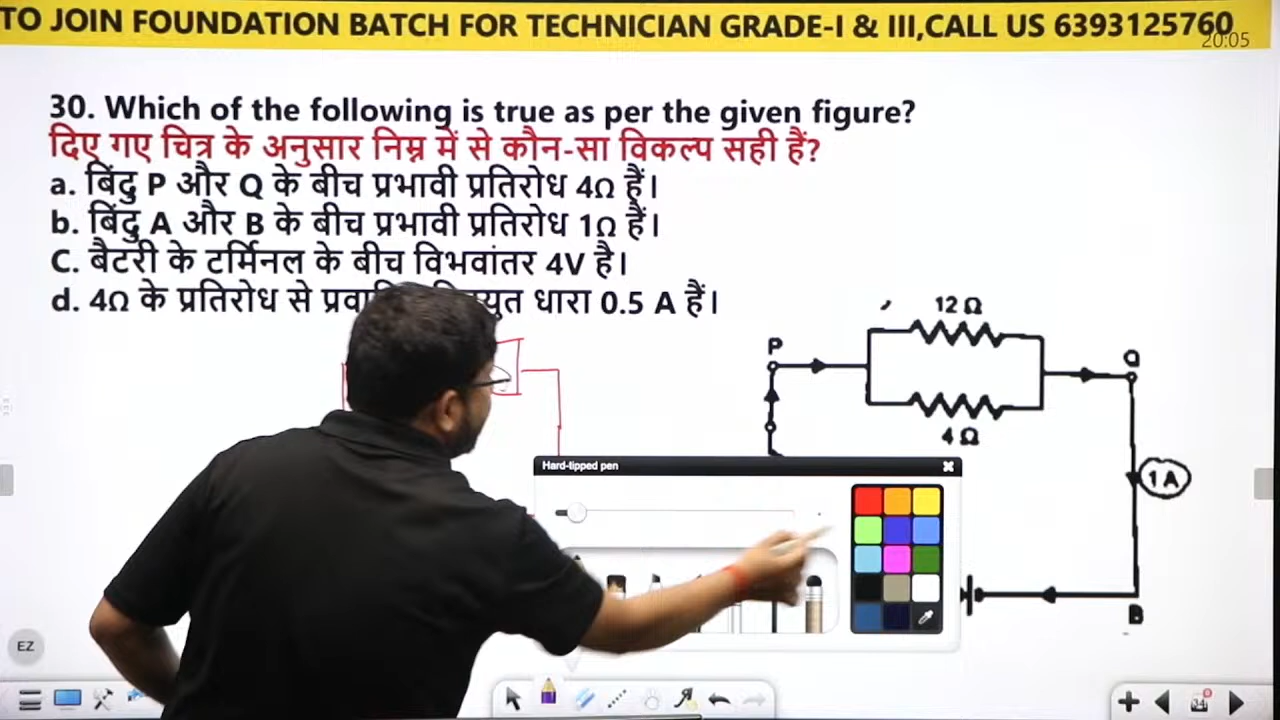 TO JOIN FOUNDATION BATCH FOR TECHNICIAN GRADE-I & III,CALL US 6393125760
20:05
30. Which of the following is true as per the given figure?
दिए गए चित्र के अनुसार निम्न में से कौन-सा विकल्प सही हैं?
a. बिंदु P और Q के बीच प्रभावी प्रतिरोध 4Ω हैं।
b. बिंदु A और B के बीच प्रभावी प्रतिरोध 1Ω हैं।
C. बैटरी के टर्मिनल के बीच विभवांतर 4V है।
d. 4Ω के प्रतिरोध से धारा 0.5 A हैं।
12 Ω
P
Q
4 Ω
Hard-tipped pen
1 A
B
EZ